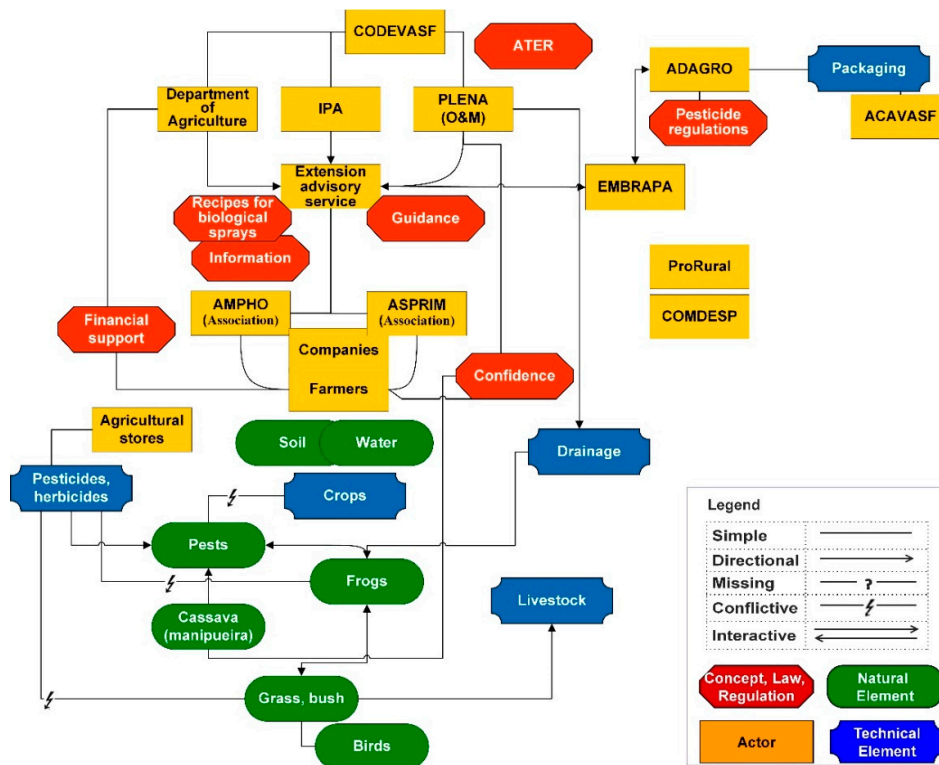 CODEVASF
ATER
ADAGRO
Packaging
Department
of
Agriculture
IPA
PLENA
(O&M)
Pesticide
regulations
ACAVASF
Extension
advisory
service
EMBRAPA
Recipes for
biological
sprays
Guidance
Information
ProRural
AMPHO
(Association)
ASPRIM
(Association)
COMDESP
Financial
support
Companies
Farmers
Confidence
Agricultural
stores
Soil
Water
Drainage
Pesticides,
herbicides
Crops
Pests
Frogs
Livestock
Cassava
(manipueira)
Grass, bush
Birds
Legend
Simple
Directional
Missing
?
Conflictive
Interactive
Concept, Law,
Regulation
Natural
Element
Actor
Technical
Element